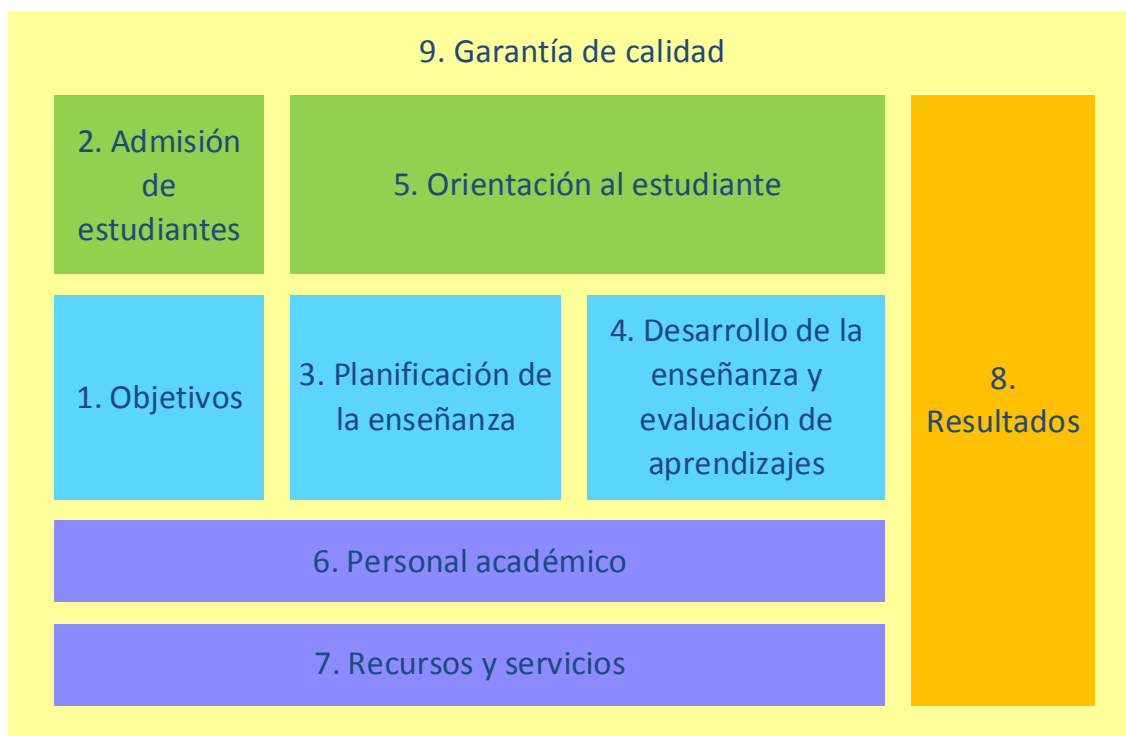 9. Garantía de calidad
2. Admisión
de
estudiantes
5. Orientación al estudiante
1. Objetivos
3. Planificación de
la enseñanza
4. Desarrollo de la
enseñanza y
evaluación de
aprendizajes
8.
Resultados
6. Personal académico
7. Recursos y servicios